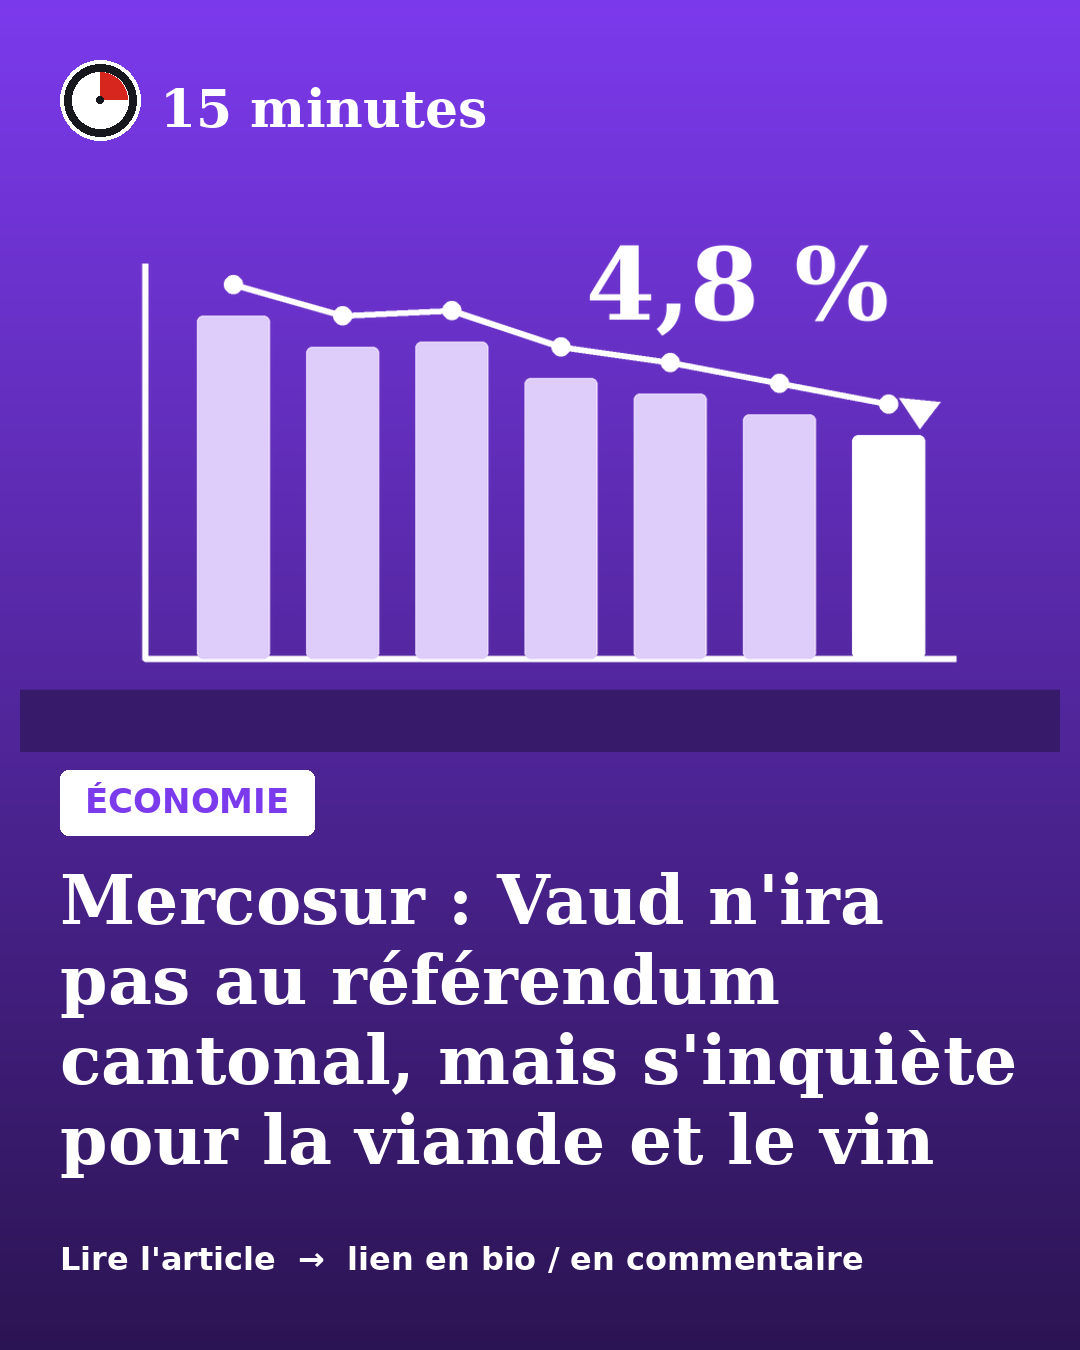 15 minutes
4,8 %
ÉCONOMIE
Mercosur : Vaud n'ira
pas au référendum
cantonal, mais s'inquiète
pour la viande et le vin
Lire l'article → lien en bio / en commentaire